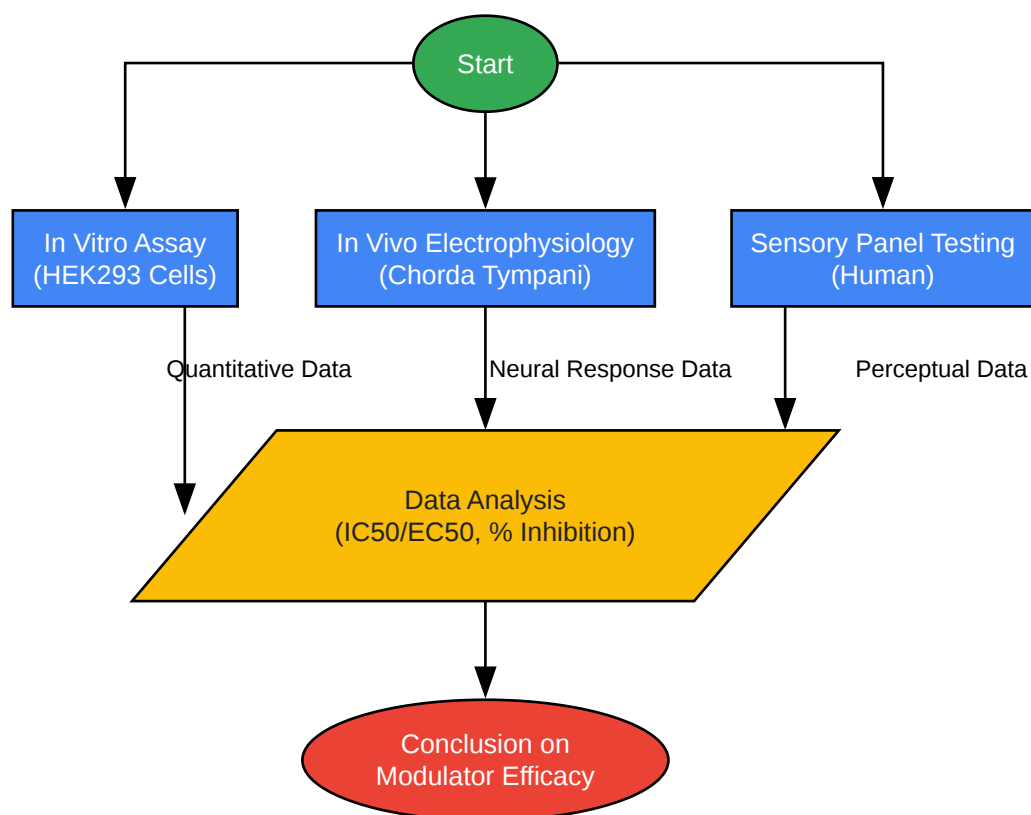 Start
In Vitro Assay
(HEK293 Cells)
In Vivo Electrophysiology
(Chorda Tympani)
Sensory Panel Testing
(Human)
Quantitative Data
Neural Response Data
Perceptual Data
Data Analysis
(IC50/EC50, % Inhibition)
Conclusion on
Modulator Efficacy